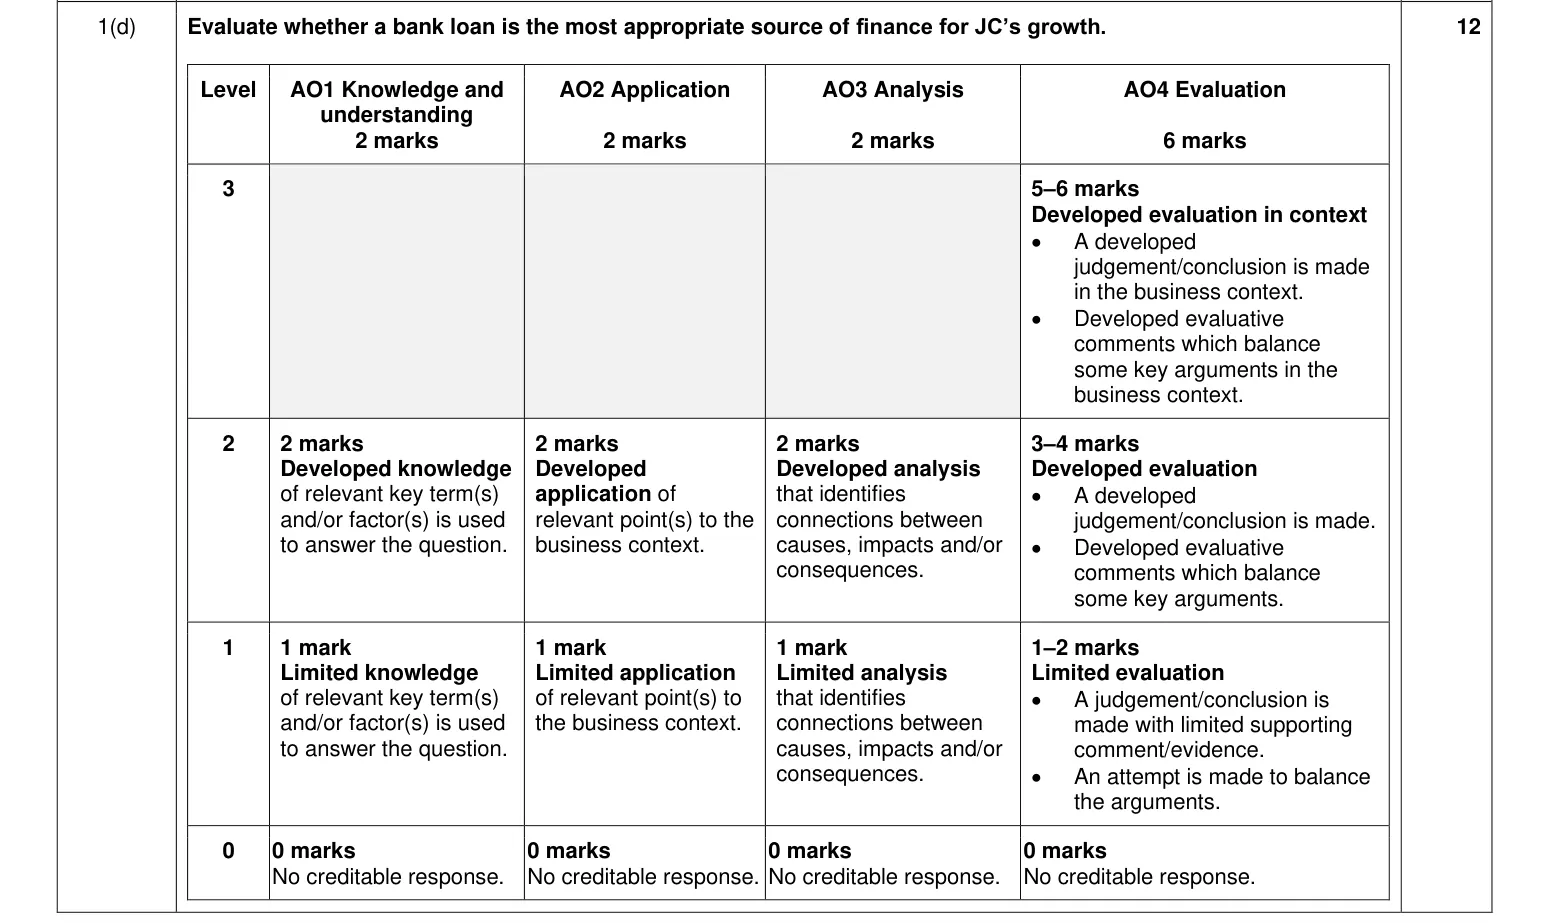 1(d)
Evaluate whether a bank loan is the most appropriate source of finance for JC’s growth.
12
Level
AO1 Knowledge and
understanding
2 marks
AO2 Application
2 marks
AO3 Analysis
2 marks
AO4 Evaluation
6 marks
3
5–6 marks
Developed evaluation in context
• A developed
judgement/conclusion is made
in the business context.
• Developed evaluative
comments which balance
some key arguments in the
business context.
2
2 marks
Developed knowledge
of relevant key term(s)
and/or factor(s) is used
to answer the question.
2 marks
Developed
application of
relevant point(s) to the
business context.
2 marks
Developed analysis
that identifies
connections between
causes, impacts and/or
consequences.
3–4 marks
Developed evaluation
• A developed
judgement/conclusion is made.
• Developed evaluative
comments which balance
some key arguments.
1
1 mark
Limited knowledge
of relevant key term(s)
and/or factor(s) is used
to answer the question.
1 mark
Limited application
of relevant point(s) to
the business context.
1 mark
Limited analysis
that identifies
connections between
causes, impacts and/or
consequences.
1–2 marks
Limited evaluation
• A judgement/conclusion is
made with limited supporting
comment/evidence.
• An attempt is made to balance
the arguments.
0
0 marks
No creditable response.
0 marks
No creditable response.
0 marks
No creditable response.
0 marks
No creditable response.